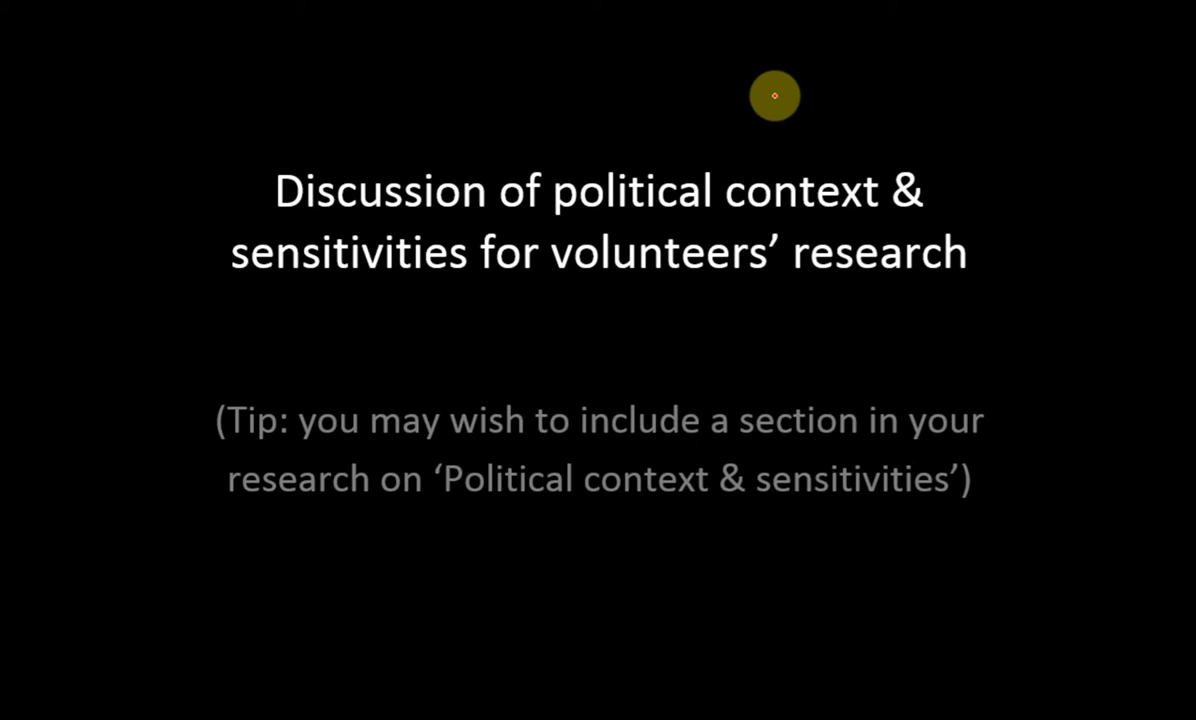 Discussion of political context &
sensitivities for volunteers’ research
(Tip: you may wish to include a section in your
research on ‘Political context & sensitivities’)